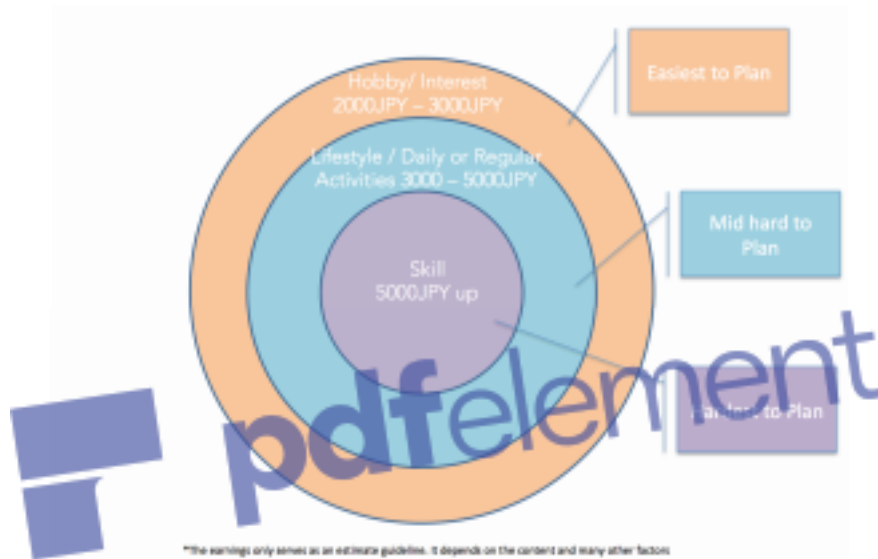 Hobby/ Interest
2000JPY – 3000JPY
Easiest to Plan
Lifestyle / Daily or Regular
Activities 3000 – 5000JPY
Mid hard to
Plan
Skill
5000JPY up
Hardest to Plan
pdfelement
*The earnings only serves as an estimate guideline. It depends on the content and many other factors